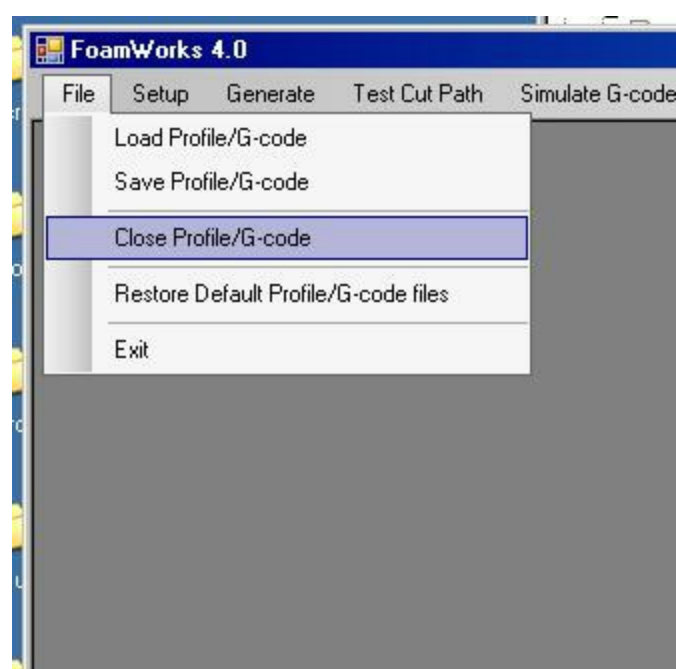 FoamWorks 4.0
File Setup Generate Test Cut Path Simulate G-code
Load Profile/G-code
Save Profile/G-code
Close Profile/G-code
Restore Default Profile/G-code files
Exit